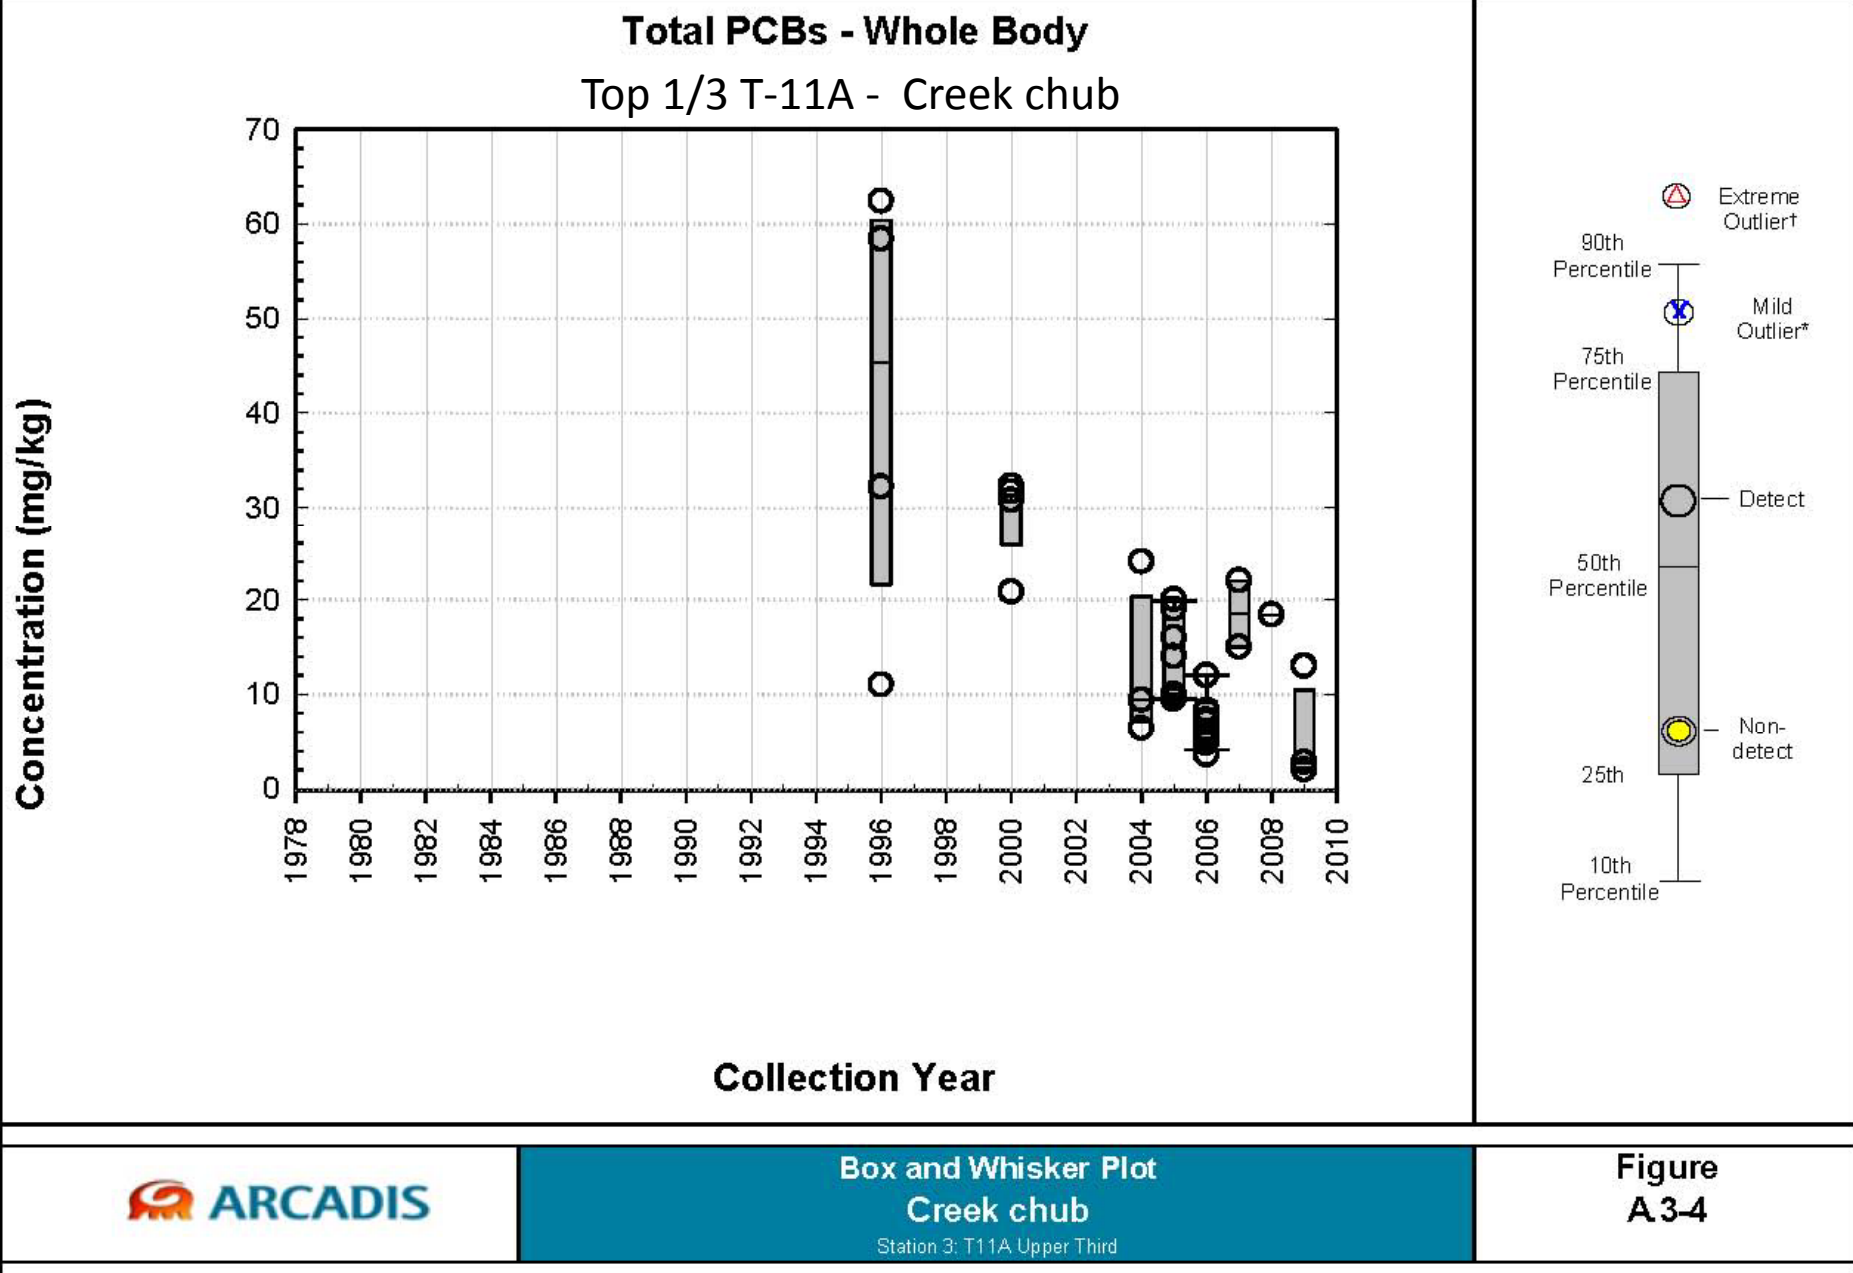 Total PCBs - Whole Body
Top 1/3 T-11A - Creek chub
Concentration (mg/kg)
70
60
50
40
30
20
10
0
1978
1980
1982
1984
1986
1988
1990
1992
1994
1996
1998
2000
2002
2004
2006
2008
2010
Collection Year
Extreme
Outlier†
90th
Percentile
Mild
Outlier*
75th
Percentile
Detect
50th
Percentile
Non-
detect
25th
10th
Percentile
ARCADIS
Box and Whisker Plot
Creek chub
Station 3: T11A Upper Third
Figure
A.3-4